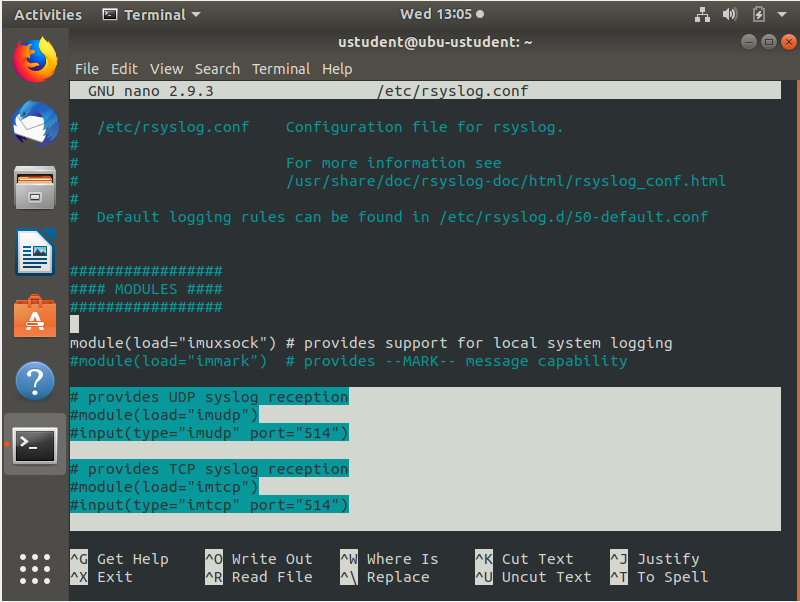 Activities Terminal Wed 13:05
ustudent@ubu-ustudent: ~
File Edit View Search Terminal Help
GNU nano 2.9.3 /etc/rsyslog.conf
# /etc/rsyslog.conf Configuration file for rsyslog.
#
# For more information see
# /usr/share/doc/rsyslog-doc/html/rsyslog_conf.html
#
# Default logging rules can be found in /etc/rsyslog.d/50-default.conf
#################
#### MODULES ####
#################
module(load="imuxsock") # provides support for local system logging
#module(load="immark") # provides --MARK-- message capability
# provides UDP syslog reception
#module(load="imudp")
#input(type="imudp" port="514")
# provides TCP syslog reception
#module(load="imtcp")
#input(type="imtcp" port="514")
^G Get Help ^O Write Out ^W Where Is ^K Cut Text ^J Justify
^X Exit ^R Read File ^\ Replace ^U Uncut Text ^T To Spell